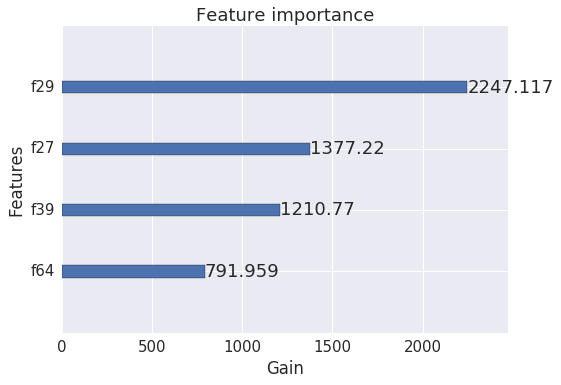 Feature importance
Features
f29
2247.117
f27
1377.22
f39
1210.77
f64
791.959
0 500 1000 1500 2000
Gain